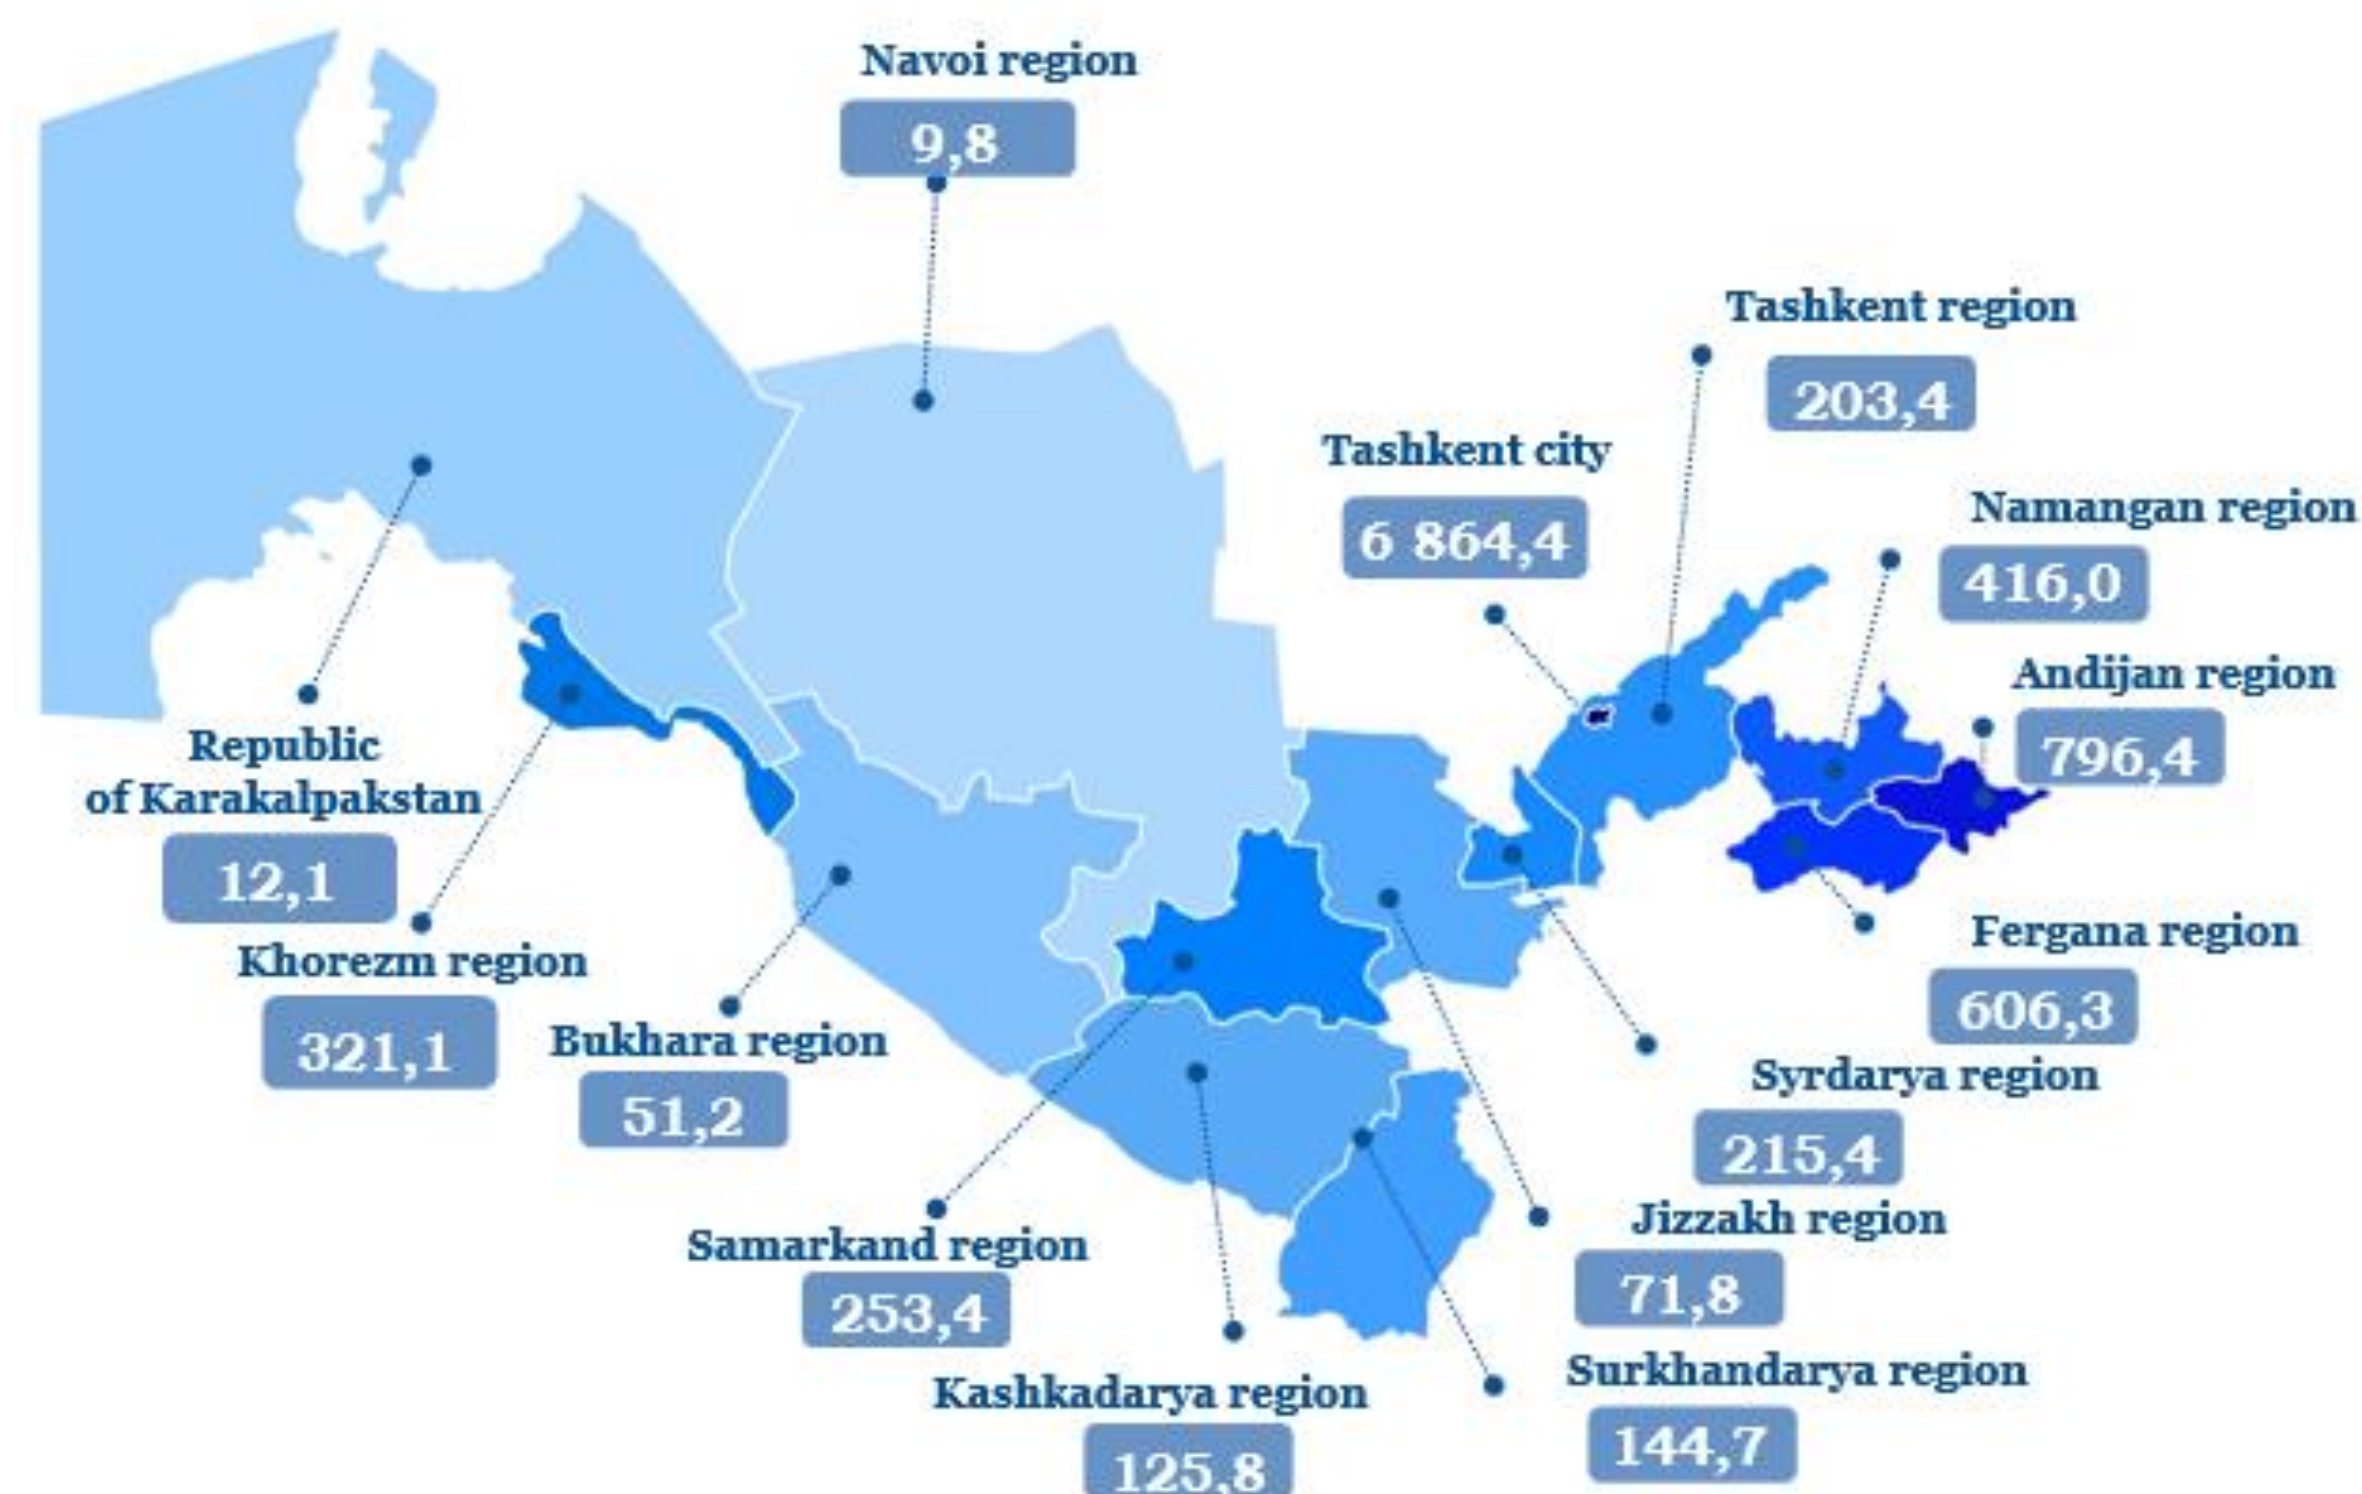 Navoi region
9,8
Tashkent region
203,4
Tashkent city
6 864,4
Namangan region
416,0
Andijan region
796,4
Republic
of Karakalpakstan
12,1
Khorezm region
321,1
Bukhara region
51,2
Fergana region
606,3
Syrdarya region
215,4
Samarkand region
253,4
Jizzakh region
71,8
Kashkadarya region
125,8
Surkhandarya region
144,7